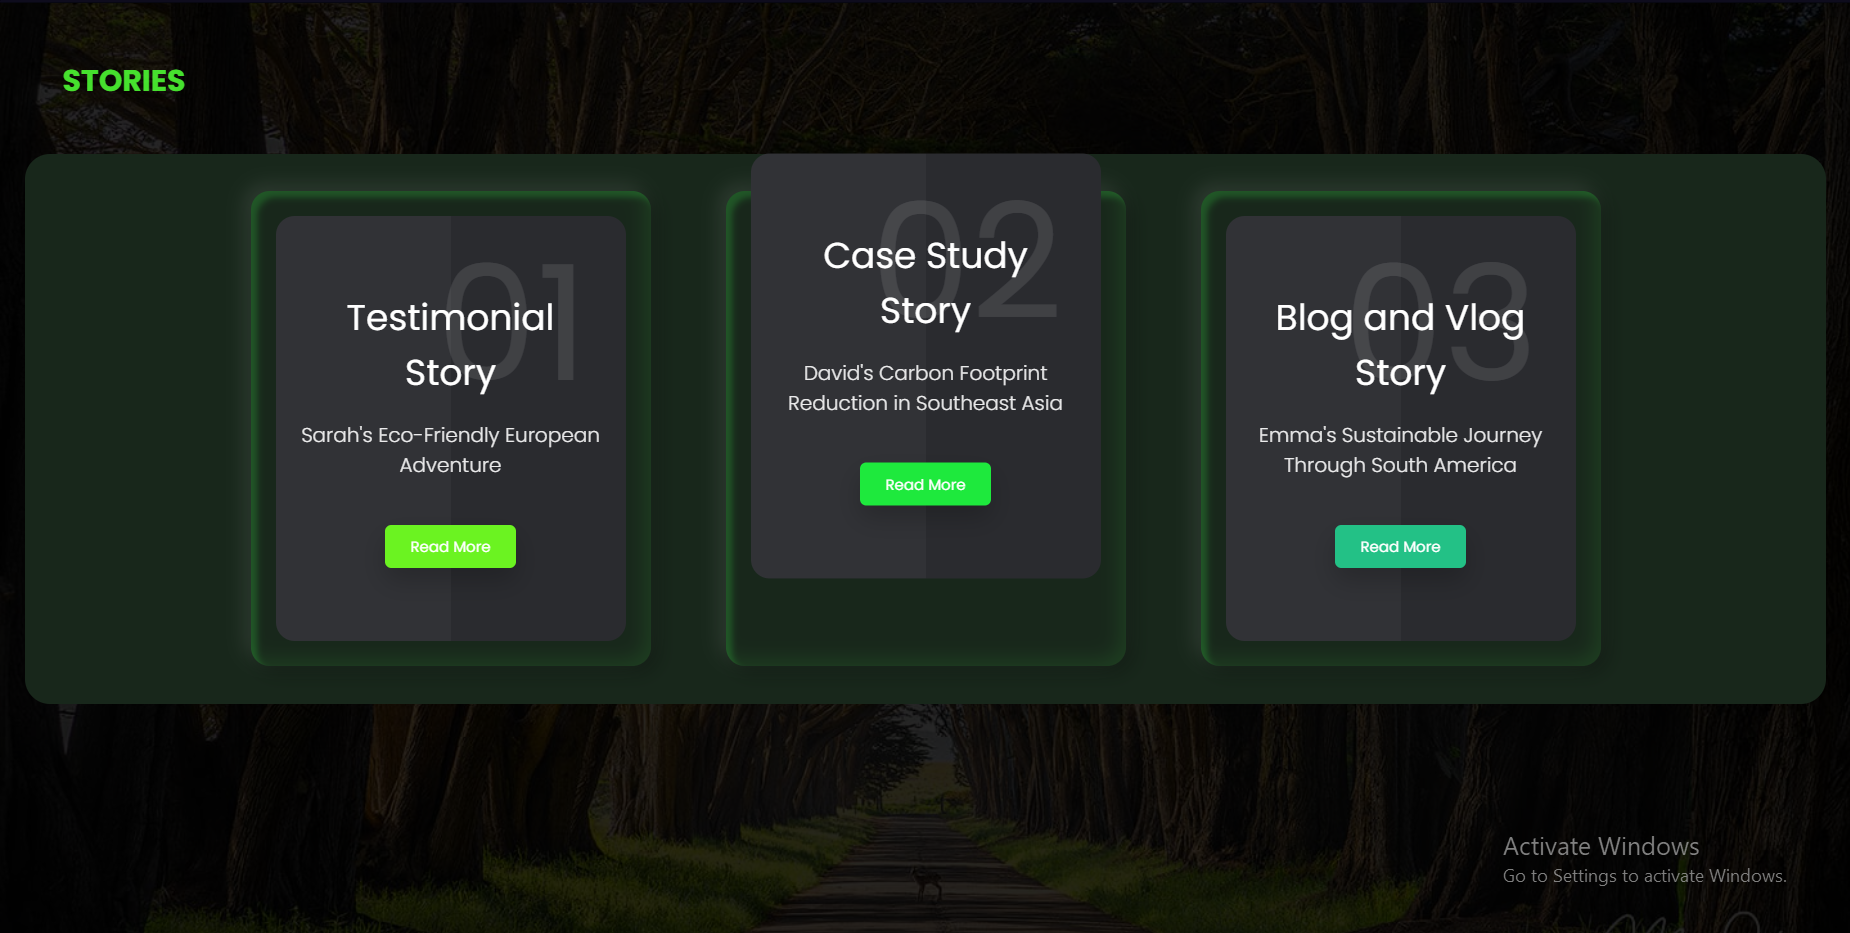 STORIES
01
Testimonial
Story
Sarah's Eco-Friendly European
Adventure
Read More
02
Case Study
Story
David's Carbon Footprint
Reduction in Southeast Asia
Read More
03
Blog and Vlog
Story
Emma's Sustainable Journey
Through South America
Read More
Activate Windows
Go to Settings to activate Windows.